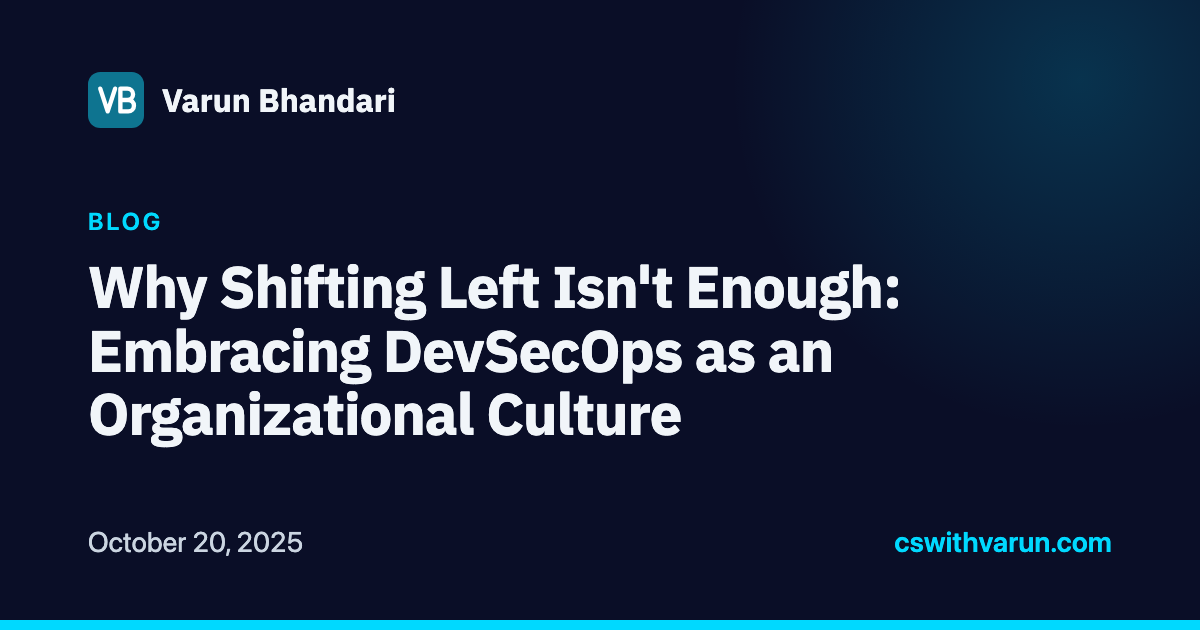 VB
Varun Bhandari
BLOG
Why Shifting Left Isn't Enough:
Embracing DevSecOps as an
Organizational Culture
October 20, 2025
cswithvarun.com